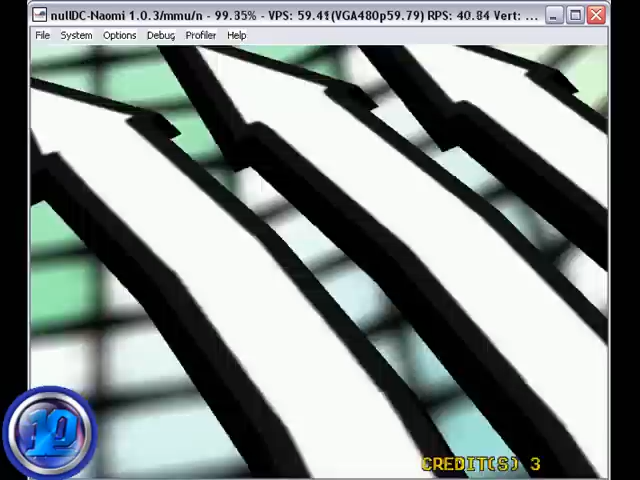 nullDC-Naomi 1.0.3/mmu/n - 99.35% - VPS: 59.41(VGA480p59.79) RPS: 40.84 Vert: ...
File System Options Debug Profiler Help
10
CREDIT(S) 3